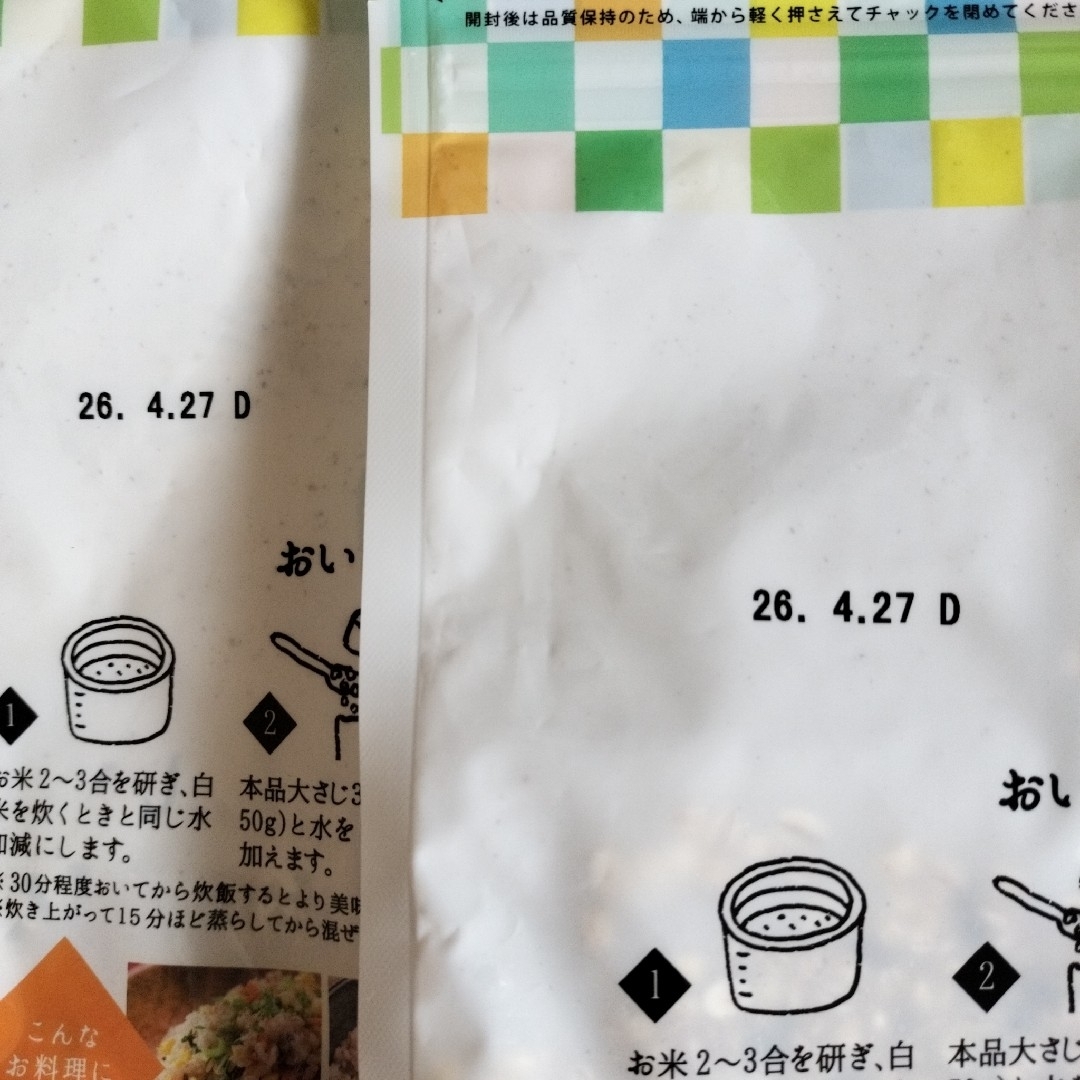 開封後は品質保持のため、端から軽く押さえてチャックを閉めてくださ
26. 4.27 D
おい
1
2
お米2〜3合を研ぎ、白
米を炊くときと同じ水
加減にします。
本品大さじ3
50g)と水を
加えます。
※30分程度おいてから炊飯するとより美味
※炊き上がって15分ほど蒸らしてから混ぜ
こんな
お料理に
26. 4.27 D
おし
1
2
お米2〜3合を研ぎ、白
本品大さじ